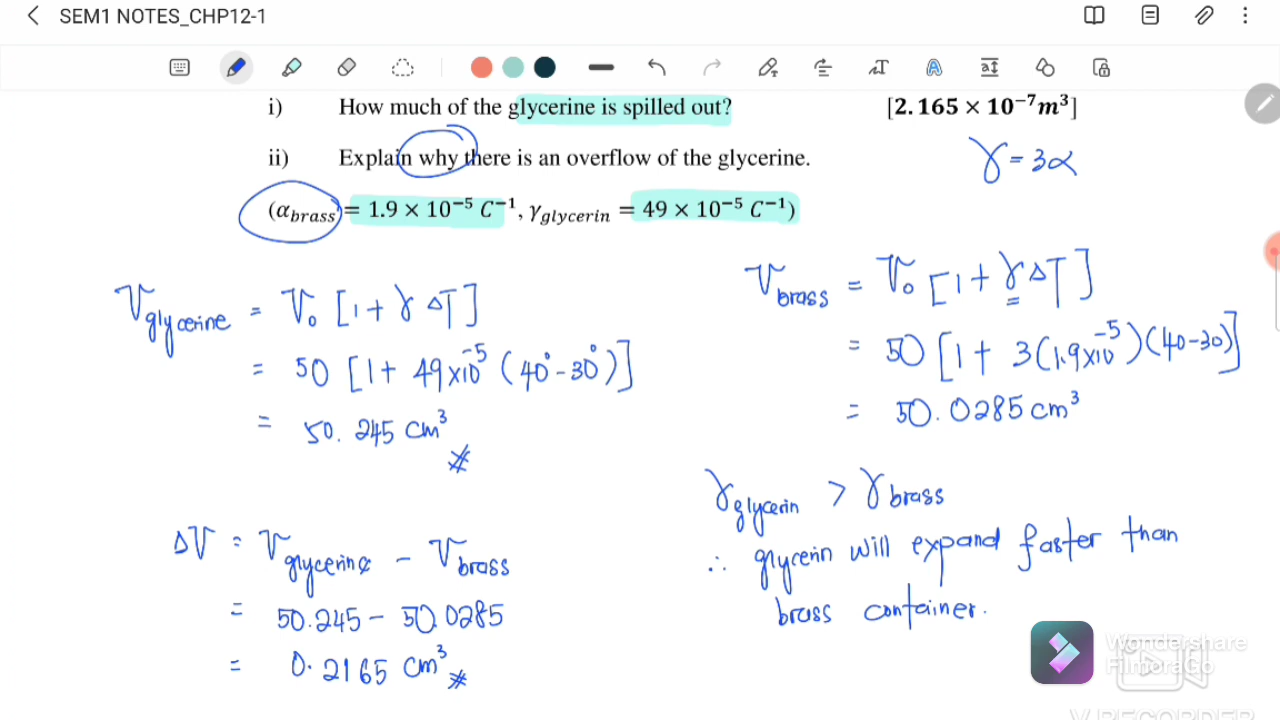 SEM1 NOTES_CHP12-1
i) How much of the glycerine is spilled out? [2.165 × 10⁻⁷m³]
ii) Explain why there is an overflow of the glycerine.
γ = 3α
(α_brass = 1.9 × 10⁻⁵ C⁻¹, γ_glycerin = 49 × 10⁻⁵ C⁻¹)
V_glycerine = V₀ [1 + γ ΔT]
= 50 [1 + 49×10⁻⁵ (40° - 30°)]
= 50.245 cm³
V_brass = V₀ [1 + γ ΔT]
= 50 [1 + 3(1.9×10⁻⁵)(40-30)]
= 50.0285 cm³
ΔV = V_glycerine - V_brass
= 50.245 - 50.0285
= 0.2165 cm³
γ_glycerin > γ_brass
∴ glycerin will expand faster than
brass container.
Wondershare
FilmoraGo
V RECORDER